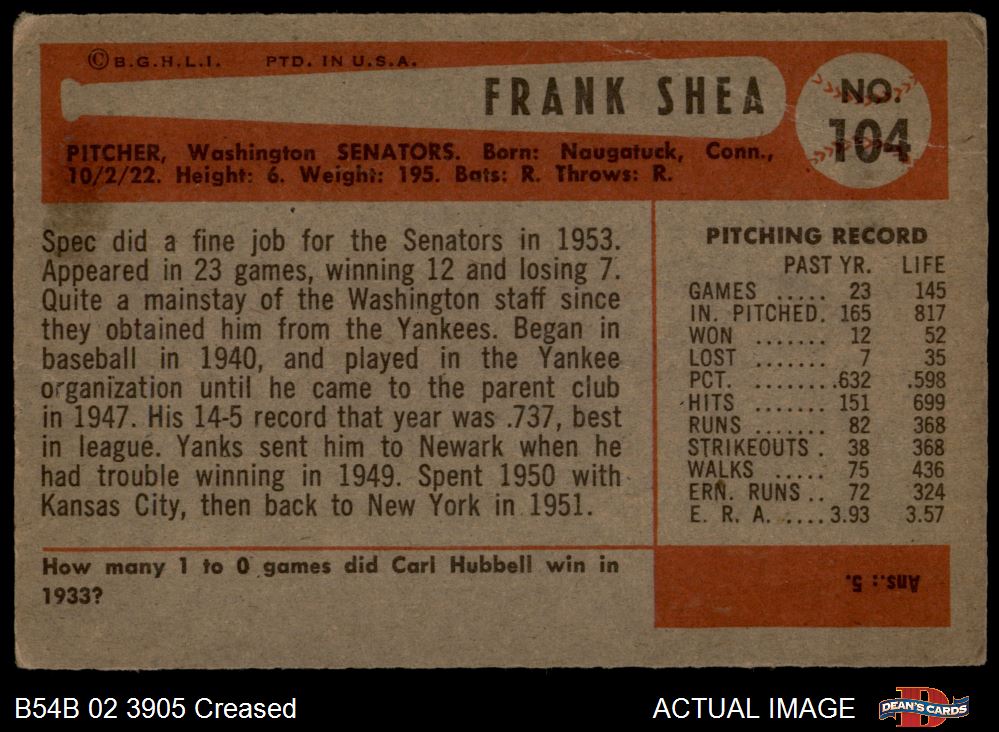 ©B.G.H.L.I. PTD. IN U.S.A.
FRANK SHEA
NO.
104
PITCHER, Washington SENATORS. Born: Naugatuck, Conn.,
10/2/22. Height: 6. Weight: 195. Bats: R. Throws: R.
Spec did a fine job for the Senators in 1953.
Appeared in 23 games, winning 12 and losing 7.
Quite a mainstay of the Washington staff since
they obtained him from the Yankees. Began in
baseball in 1940, and played in the Yankee
organization until he came to the parent club
in 1947. His 14-5 record that year was .737, best
in league. Yanks sent him to Newark when he
had trouble winning in 1949. Spent 1950 with
Kansas City, then back to New York in 1951.
PITCHING RECORD
PAST YR. LIFE
GAMES ..... 23 145
IN. PITCHED. 165 817
WON ....... 12 52
LOST ....... 7 35
PCT. ........ .632 .598
HITS ....... 151 699
RUNS ....... 82 368
STRIKEOUTS . 38 368
WALKS ..... 75 436
ERN. RUNS .. 72 324
E. R. A. .....3.93 3.57
How many 1 to 0 games did Carl Hubbell win in
1933?
Ans.: 5.
B54B 02 3905 Creased
ACTUAL IMAGE
DEAN'S CARDS